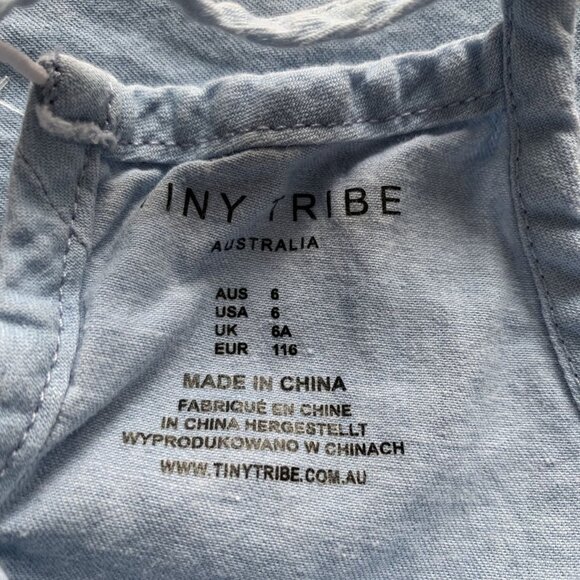 TINY TRIBE
AUSTRALIA
AUS 6
USA 6
UK 6A
EUR 116
MADE IN CHINA
FABRIQUÉ EN CHINE
IN CHINA HERGESTELLT
WYPRODUKOWANO W CHINACH
WWW.TINYTRIBE.COM.AU